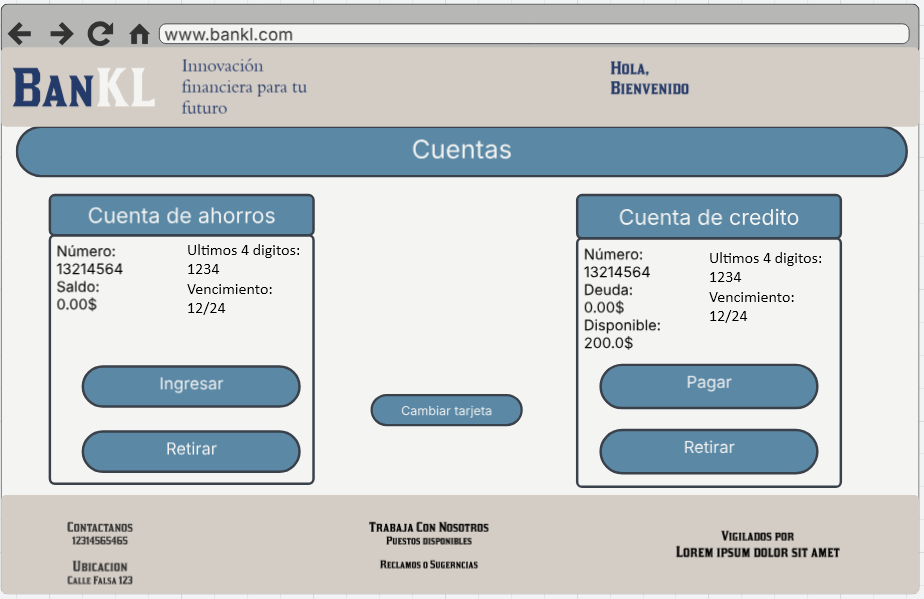 www.bankl.com
BanKL
Innovación
financiera para tu
futuro
Hola,
Bienvenido
Cuentas
Cuenta de ahorros
Número:
13214564
Saldo:
0.00$
Ultimos 4 digitos:
1234
Vencimiento:
12/24
Ingresar
Retirar
Cambiar tarjeta
Cuenta de credito
Número:
13214564
Deuda:
0.00$
Disponible:
200.0$
Ultimos 4 digitos:
1234
Vencimiento:
12/24
Pagar
Retirar
Contactanos
12314565465
Ubicacion
Calle Falsa 123
Trabaja Con Nosotros
Puestos disponibles
Reclamos o Sugerncias
Vigilados por
Lorem ipsum dolor sit amet